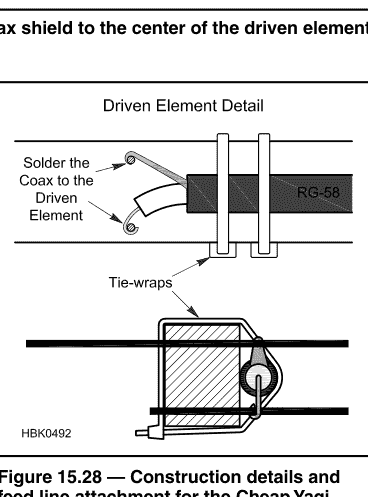 ax shield to the center of the driven element
Driven Element Detail
Solder the
Coax to the
Driven
Element
RG-58
Tie-wraps
HBK0492
Figure 15.28 — Construction details and
feed line attachment for the Cheap Yagi